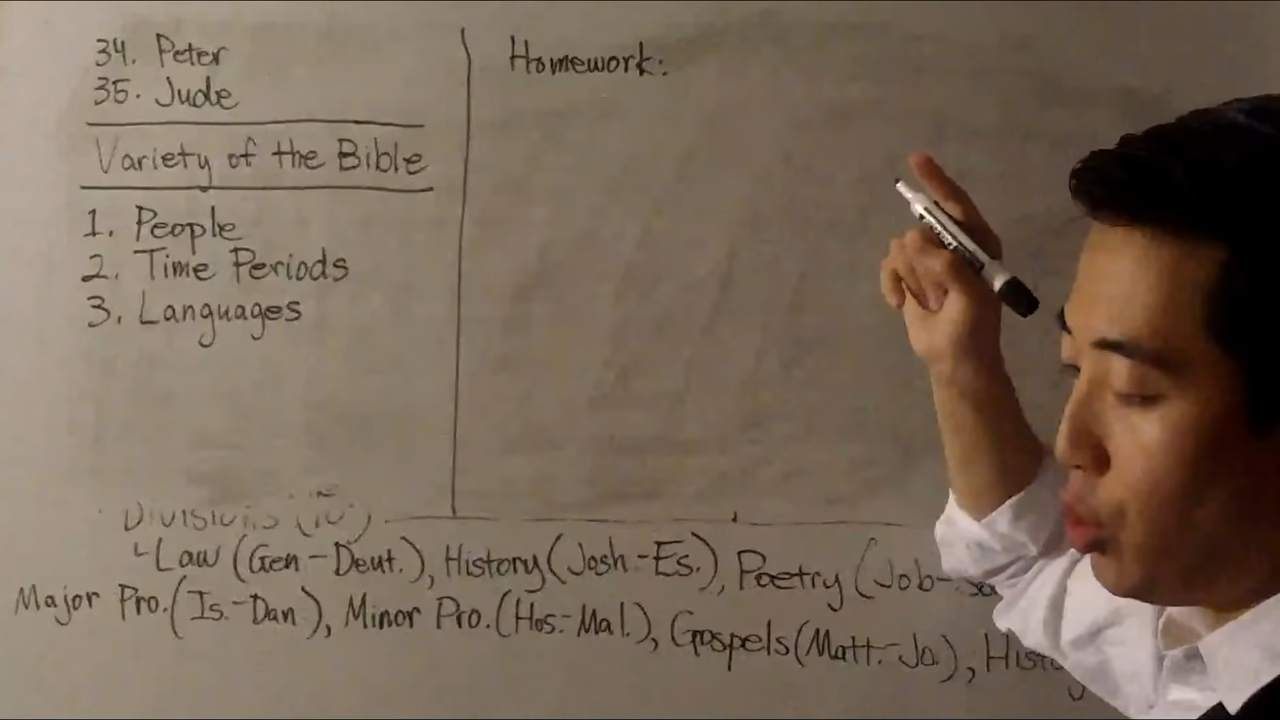 34. Peter
35. Jude
Variety of the Bible
1. People
2. Time Periods
3. Languages
Homework:
Divisions
Law (Gen-Deut.), History (Josh-Es.), Poetry (Job-
Major Pro. (Is.-Dan), Minor Pro. (Hos.-Mal.), Gospels (Matt.-Jo.),